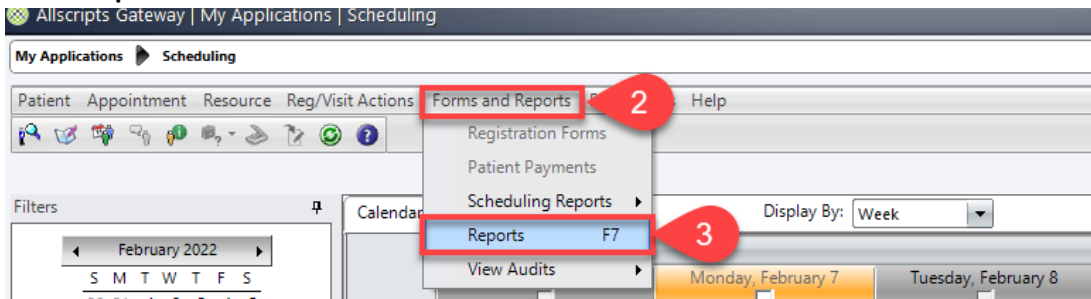 Allscripts Gateway | My Applications | Scheduling
My Applications Scheduling
Patient Appointment Resource Reg/Visit Actions Forms and Reports Help
2
Registration Forms
Patient Payments
Scheduling Reports
Reports F7
3
View Audits
Filters
Calendar
Display By: Week
February 2022
S M T W T F S
Monday, February 7
Tuesday, February 8